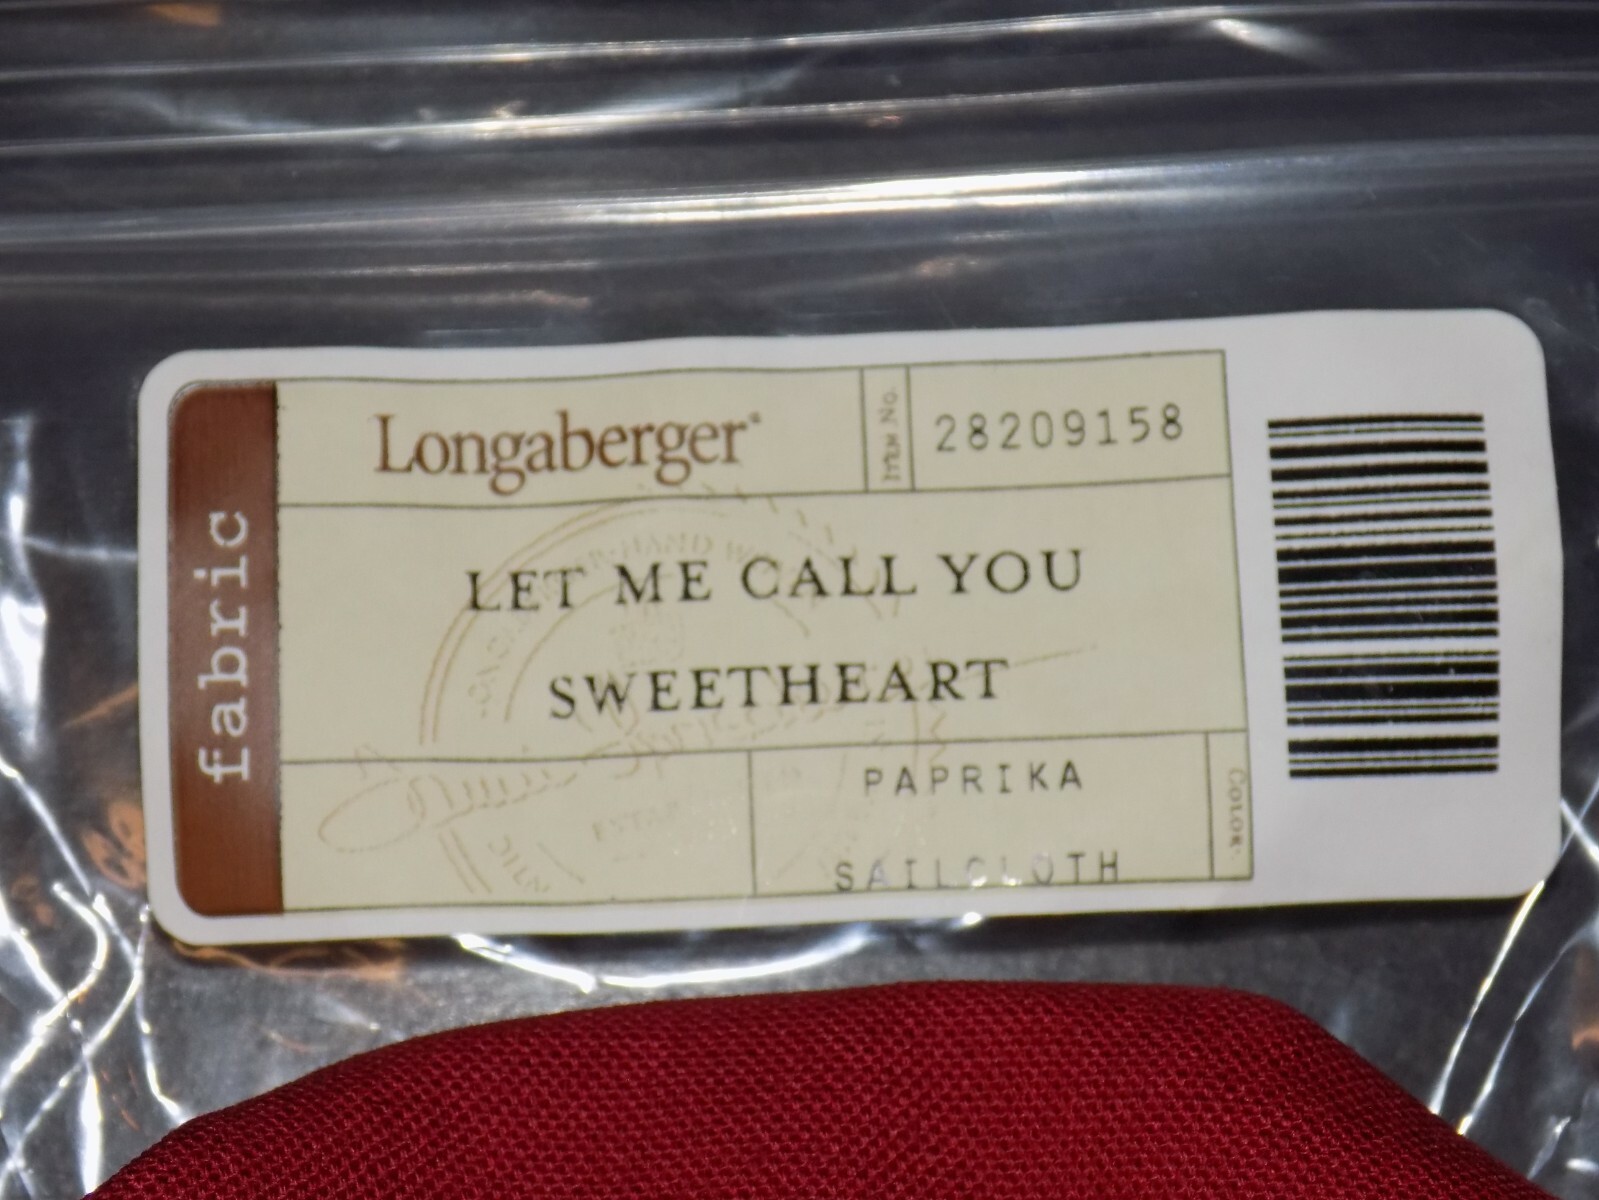 fabric
Longaberger®
Item No.
28209158
LET ME CALL YOU
SWEETHEART
PAPRIKA
SAILCLOTH
Color: